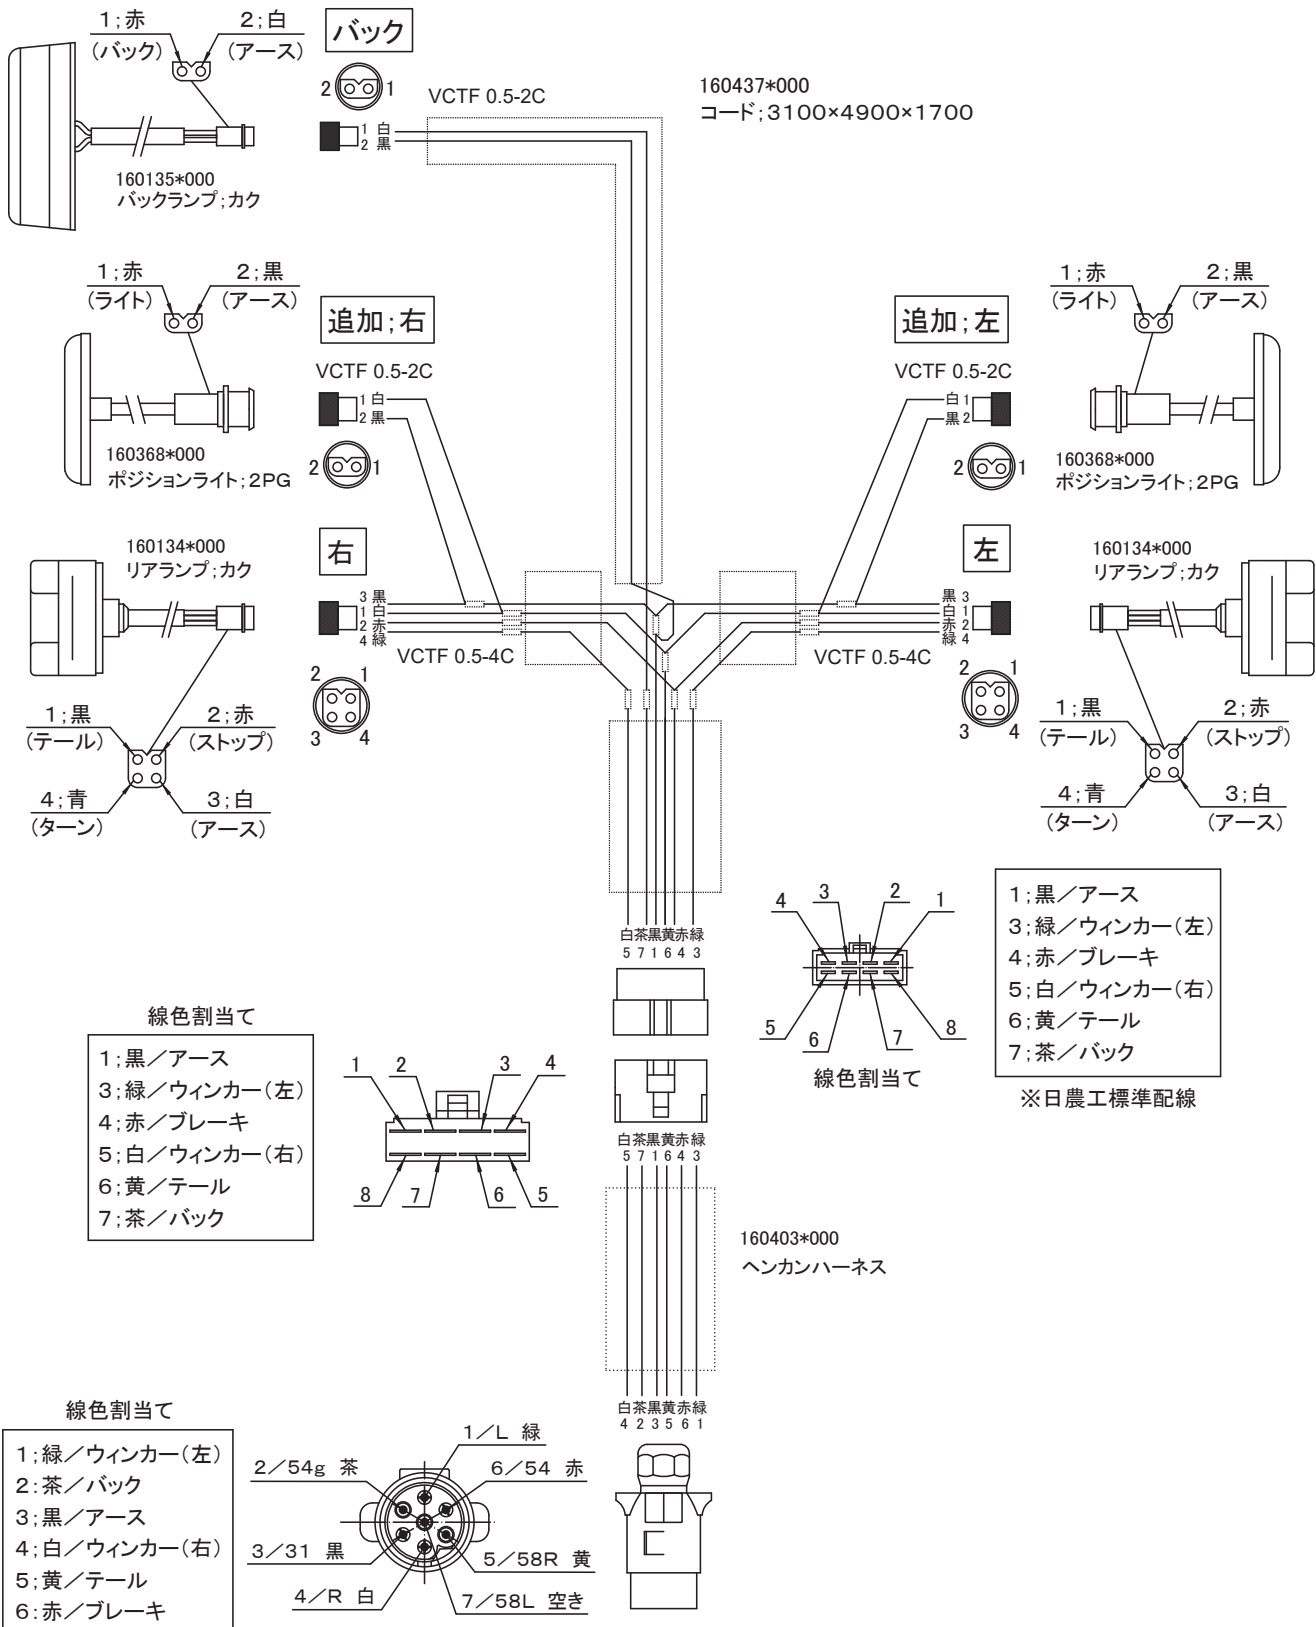 1；赤
(バック)
2；白
(アース)
バック
2
1
VCTF 0.5-2C
1 白
2 黒
160437*000
コード；3100×4900×1700
160135*000
バックランプ；カク
1；赤
(ライト)
2；黒
(アース)
追加；右
VCTF 0.5-2C
1 白
2 黒
2
1
160368*000
ポジションライト；2PG
追加；左
VCTF 0.5-2C
白 1
黒 2
2
1
1；赤
(ライト)
2；黒
(アース)
160368*000
ポジションライト；2PG
160134*000
リアランプ；カク
右
3 黒
1 白
2 赤
4 緑
VCTF 0.5-4C
2
1
3
4
1；黒
(テール)
2；赤
(ストップ)
4；青
(ターン)
3；白
(アース)
左
黒 3
白 1
赤 2
緑 4
VCTF 0.5-4C
2
1
3
4
160134*000
リアランプ；カク
1；黒
(テール)
2；赤
(ストップ)
4；青
(ターン)
3；白
(アース)
白茶黒黄赤緑
5 7 1 6 4 3
4
3
2
1
5
6
7
8
線色割当て
1；黒／アース
3；緑／ウィンカー(左)
4；赤／ブレーキ
5；白／ウィンカー(右)
6；黄／テール
7；茶／バック
※日農工標準配線
線色割当て
1；黒／アース
3；緑／ウィンカー(左)
4；赤／ブレーキ
5；白／ウィンカー(右)
6；黄／テール
7；茶／バック
1
2
3
4
8
7
6
5
白茶黒黄赤緑
5 7 1 6 4 3
160403*000
ヘンカンハーネス
白茶黒黄赤緑
4 2 3 5 6 1
線色割当て
1；緑／ウィンカー(左)
2：茶／バック
3；黒／アース
4；白／ウィンカー(右)
5；黄／テール
6：赤／ブレーキ
1／L 緑
2／54g 茶
6／54 赤
3／31 黒
5／58R 黄
4／R 白
7／58L 空き